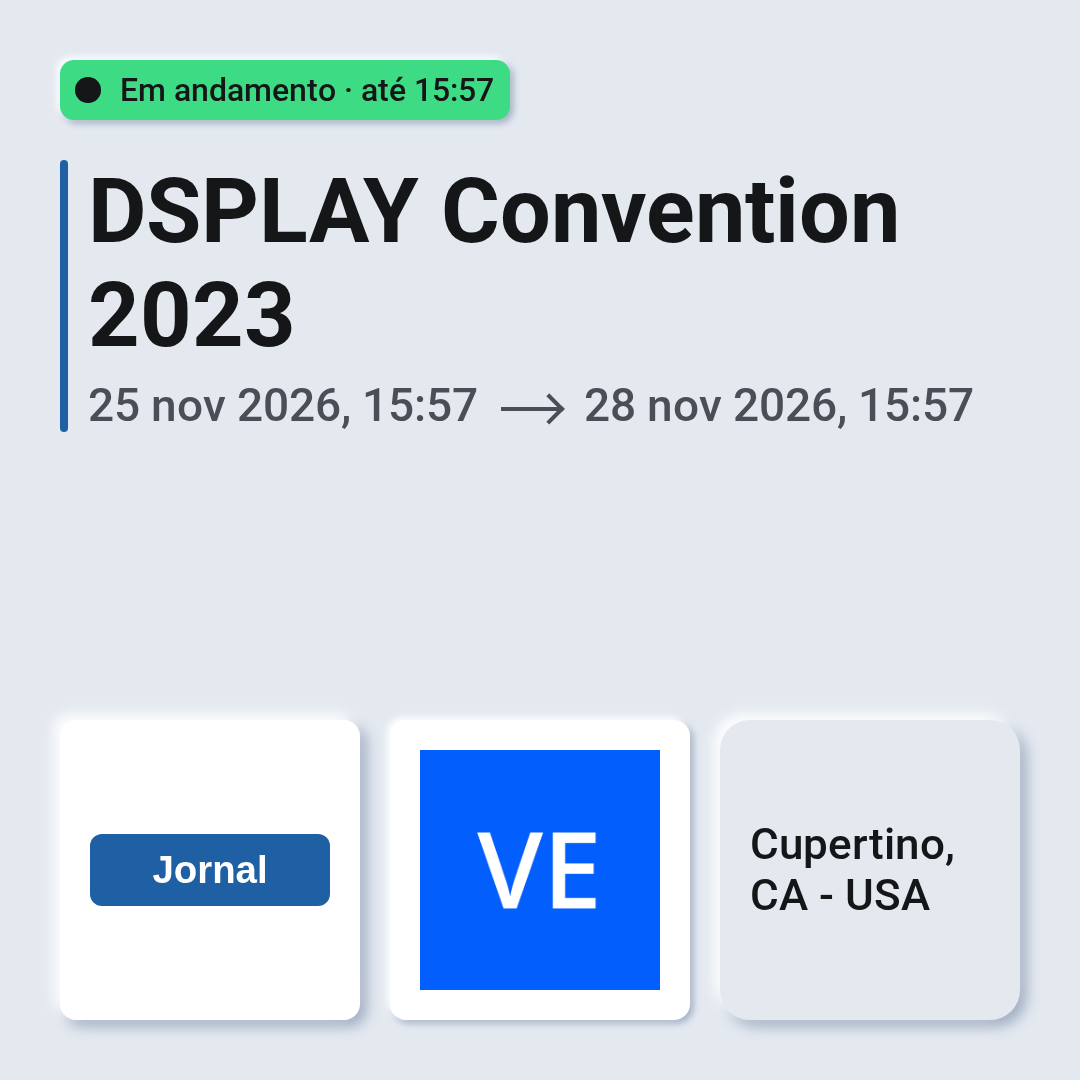 Em andamento · até 15:57
DSPLAY Convention
2023
25 nov 2026, 15:57 → 28 nov 2026, 15:57
Jornal
VE
Cupertino,
CA - USA